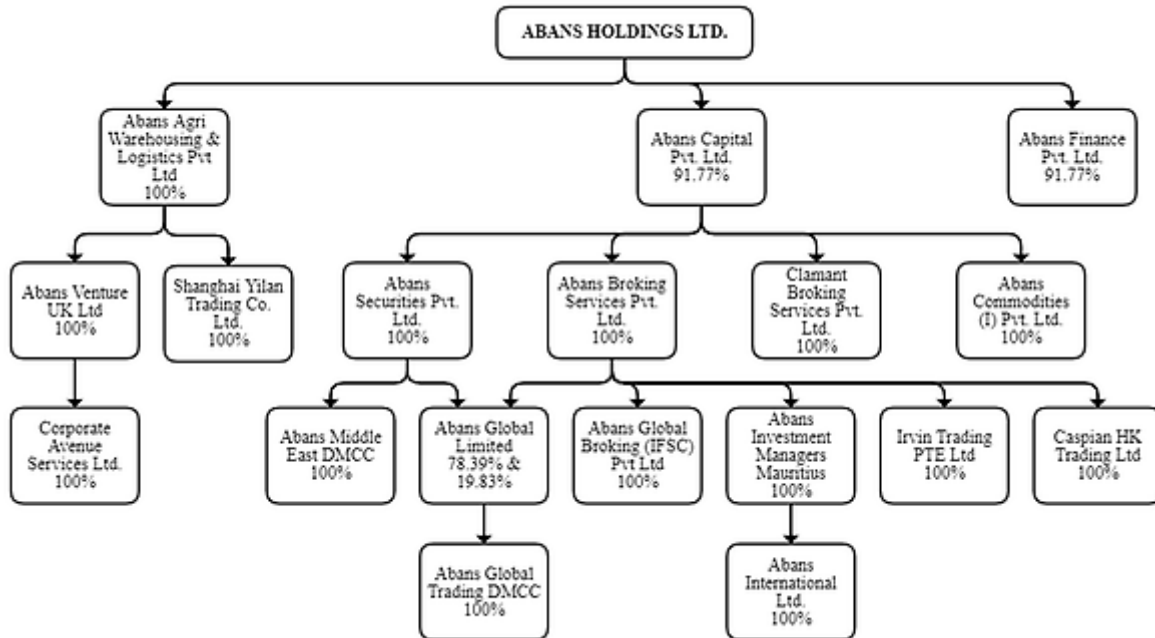 ABANS HOLDINGS LTD.
Abans Agri
Warehousing &
Logistics Pvt
Ltd
100%
Abans Capital
Pvt. Ltd.
91.77%
Abans Finance
Pvt. Ltd.
91.77%
Abans Venture
UK Ltd
100%
Shanghai Yilan
Trading Co.
Ltd.
100%
Abans
Securities Pvt.
Ltd.
100%
Abans Broking
Services Pvt.
Ltd.
100%
Clamant
Broking
Services Pvt.
Ltd.
100%
Abans
Commodities
(I) Pvt. Ltd.
100%
Corporate
Avenue
Services Ltd.
100%
Abans Middle
East DMCC
100%
Abans Global
Limited
78.39% &
19.83%
Abans Global
Broking (IFSC)
Pvt Ltd
100%
Abans
Investment
Managers
Mauritius
100%
Irvin Trading
PTE Ltd
100%
Caspian HK
Trading Ltd
100%
Abans Global
Trading DMCC
100%
Abans
International
Ltd.
100%